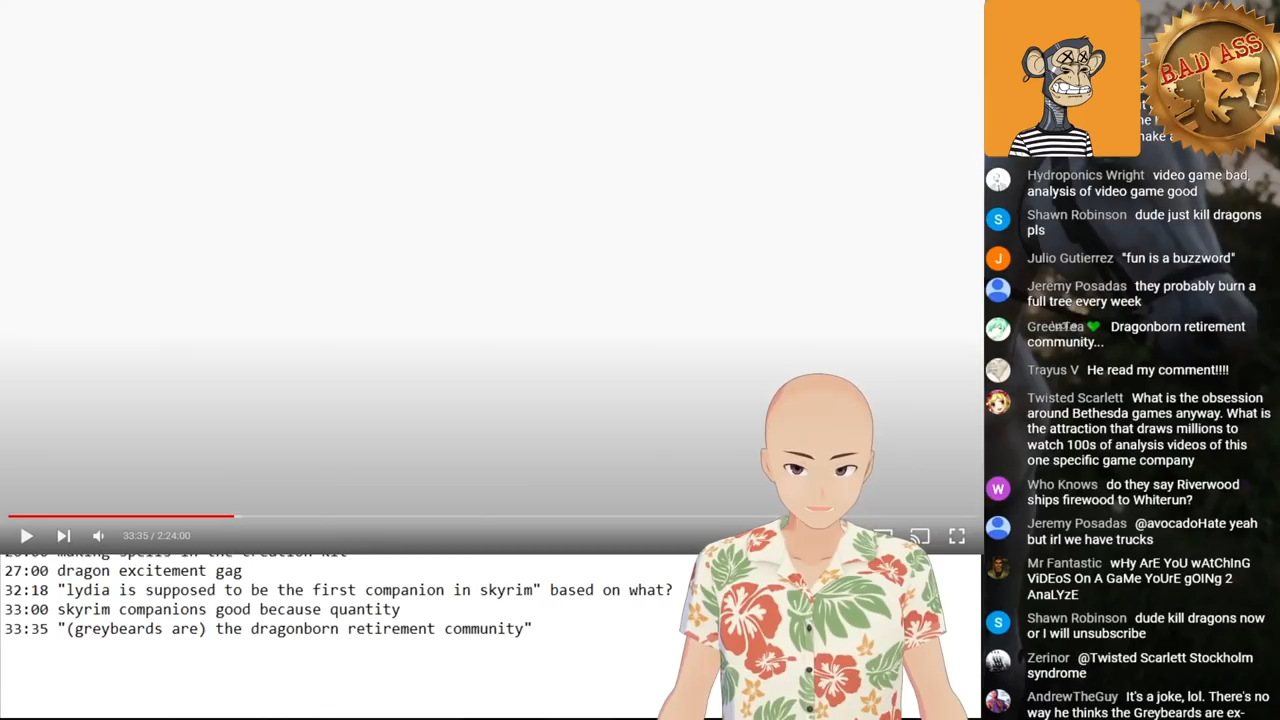 33:35 / 2:24:00
27:00 dragon excitement gag
32:18 "lydia is supposed to be the first companion in skyrim" based on what?
33:00 skyrim companions good because quantity
33:35 "(greybeards are) the dragonborn retirement community"
BAD ASS
Hydroponics Wright video game bad,
analysis of video game good
Shawn Robinson dude just kill dragons
pls
Julio Gutierrez "fun is a buzzword"
Jeremy Posadas they probably burn a
full tree every week
GreenTea Dragonborn retirement
community...
Trayus V He read my comment!!!!
Twisted Scarlett What is the obsession
around Bethesda games anyway. What is
the attraction that draws millions to
watch 100s of analysis videos of this
one specific game company
Who Knows do they say Riverwood
ships firewood to Whiterun?
Jeremy Posadas @avocadoHate yeah
but irl we have trucks
Mr Fantastic wHy ArE YoU wAtChInG
ViDEoS On A GaMe YoUrE gOINg 2
AnaLYzE
Shawn Robinson dude kill dragons now
or I will unsubscribe
Zerinor @Twisted Scarlett Stockholm
syndrome
AndrewTheGuy It's a joke, lol. There's no
way he thinks the Greybeards are ex-